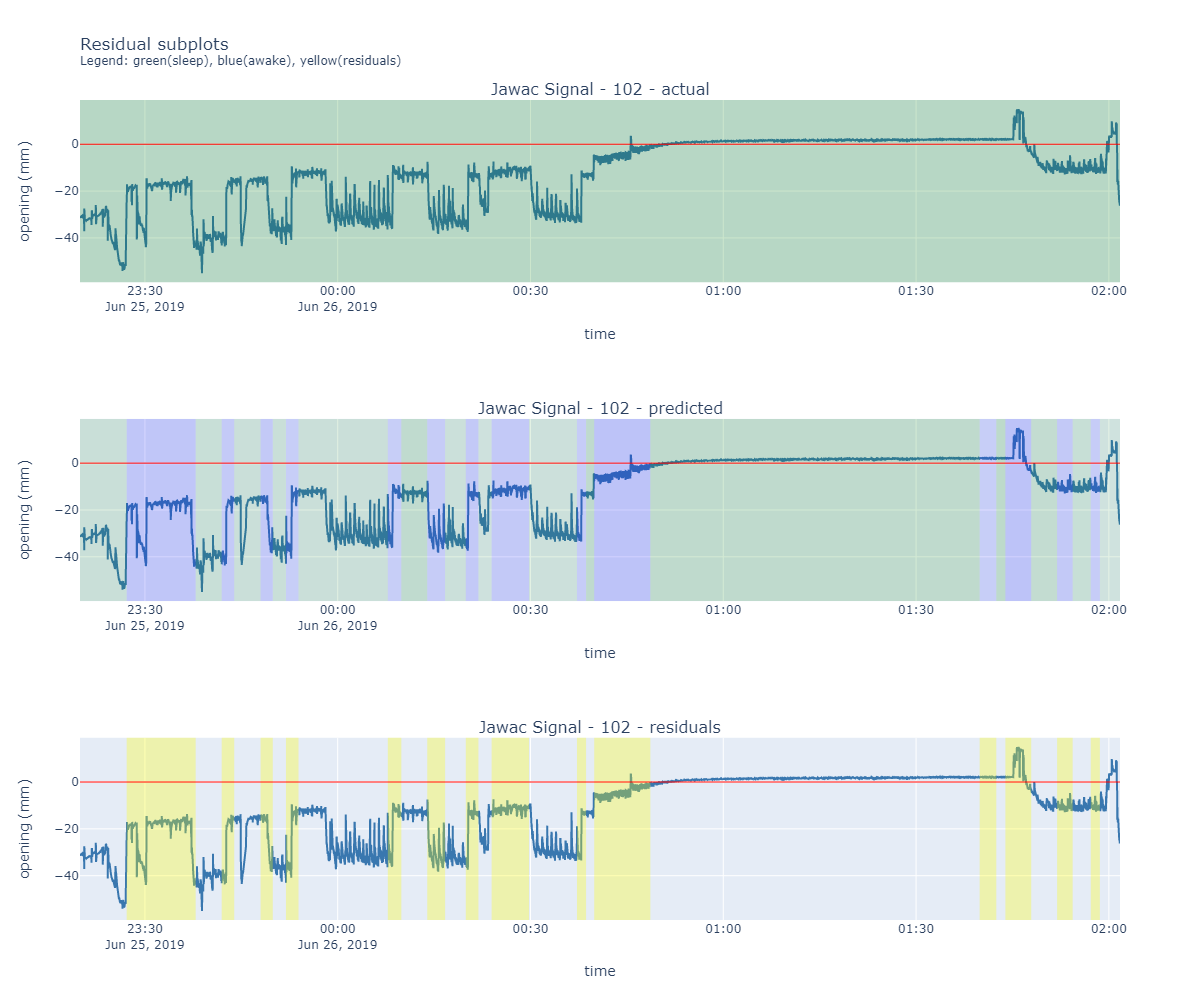 Residual subplots
Legend: green(sleep), blue(awake), yellow(residuals)
Jawac Signal - 102 - actual
opening (mm)
0
−20
−40
23:30
Jun 25, 2019
00:00
Jun 26, 2019
00:30
01:00
01:30
02:00
time
Jawac Signal - 102 - predicted
opening (mm)
0
−20
−40
23:30
Jun 25, 2019
00:00
Jun 26, 2019
00:30
01:00
01:30
02:00
time
Jawac Signal - 102 - residuals
opening (mm)
0
−20
−40
23:30
Jun 25, 2019
00:00
Jun 26, 2019
00:30
01:00
01:30
02:00
time